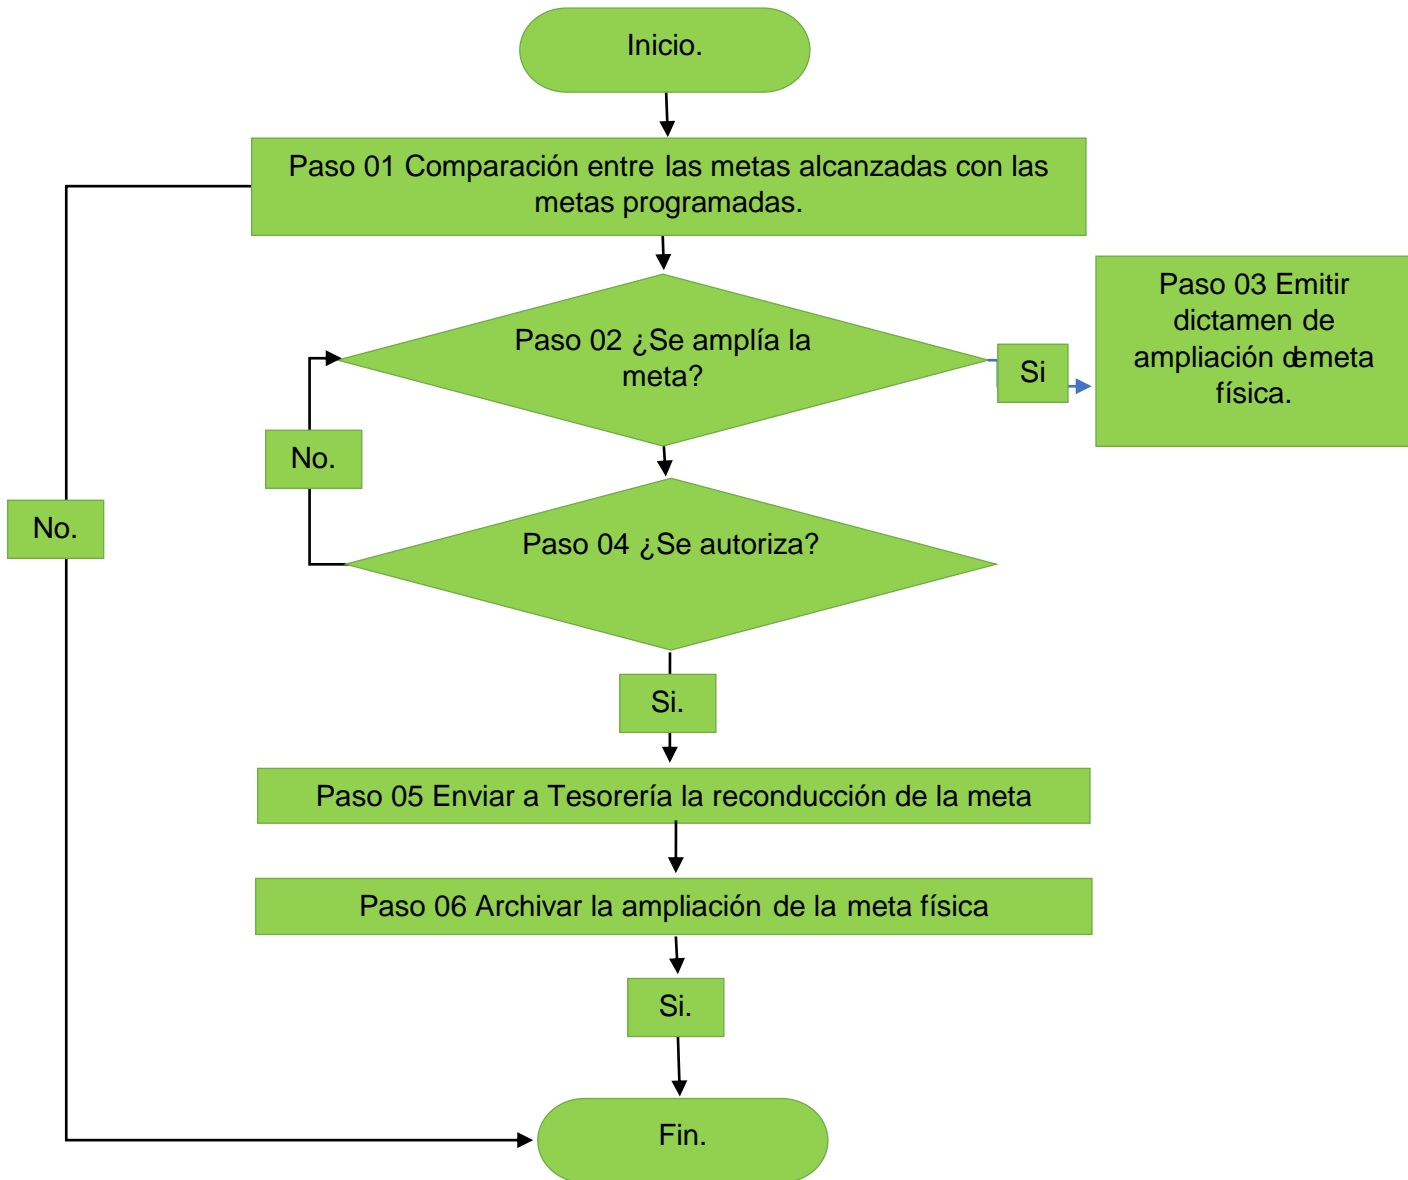 Inicio.
Paso 01 Comparación entre las metas alcanzadas con las
metas programadas.
Paso 02 ¿Se amplía la
meta?
Si
Paso 03 Emitir
dictamen de
ampliación de meta
física.
No.
No.
Paso 04 ¿Se autoriza?
Si.
Paso 05 Enviar a Tesorería la reconducción de la meta
Paso 06 Archivar la ampliación de la meta física
Si.
Fin.